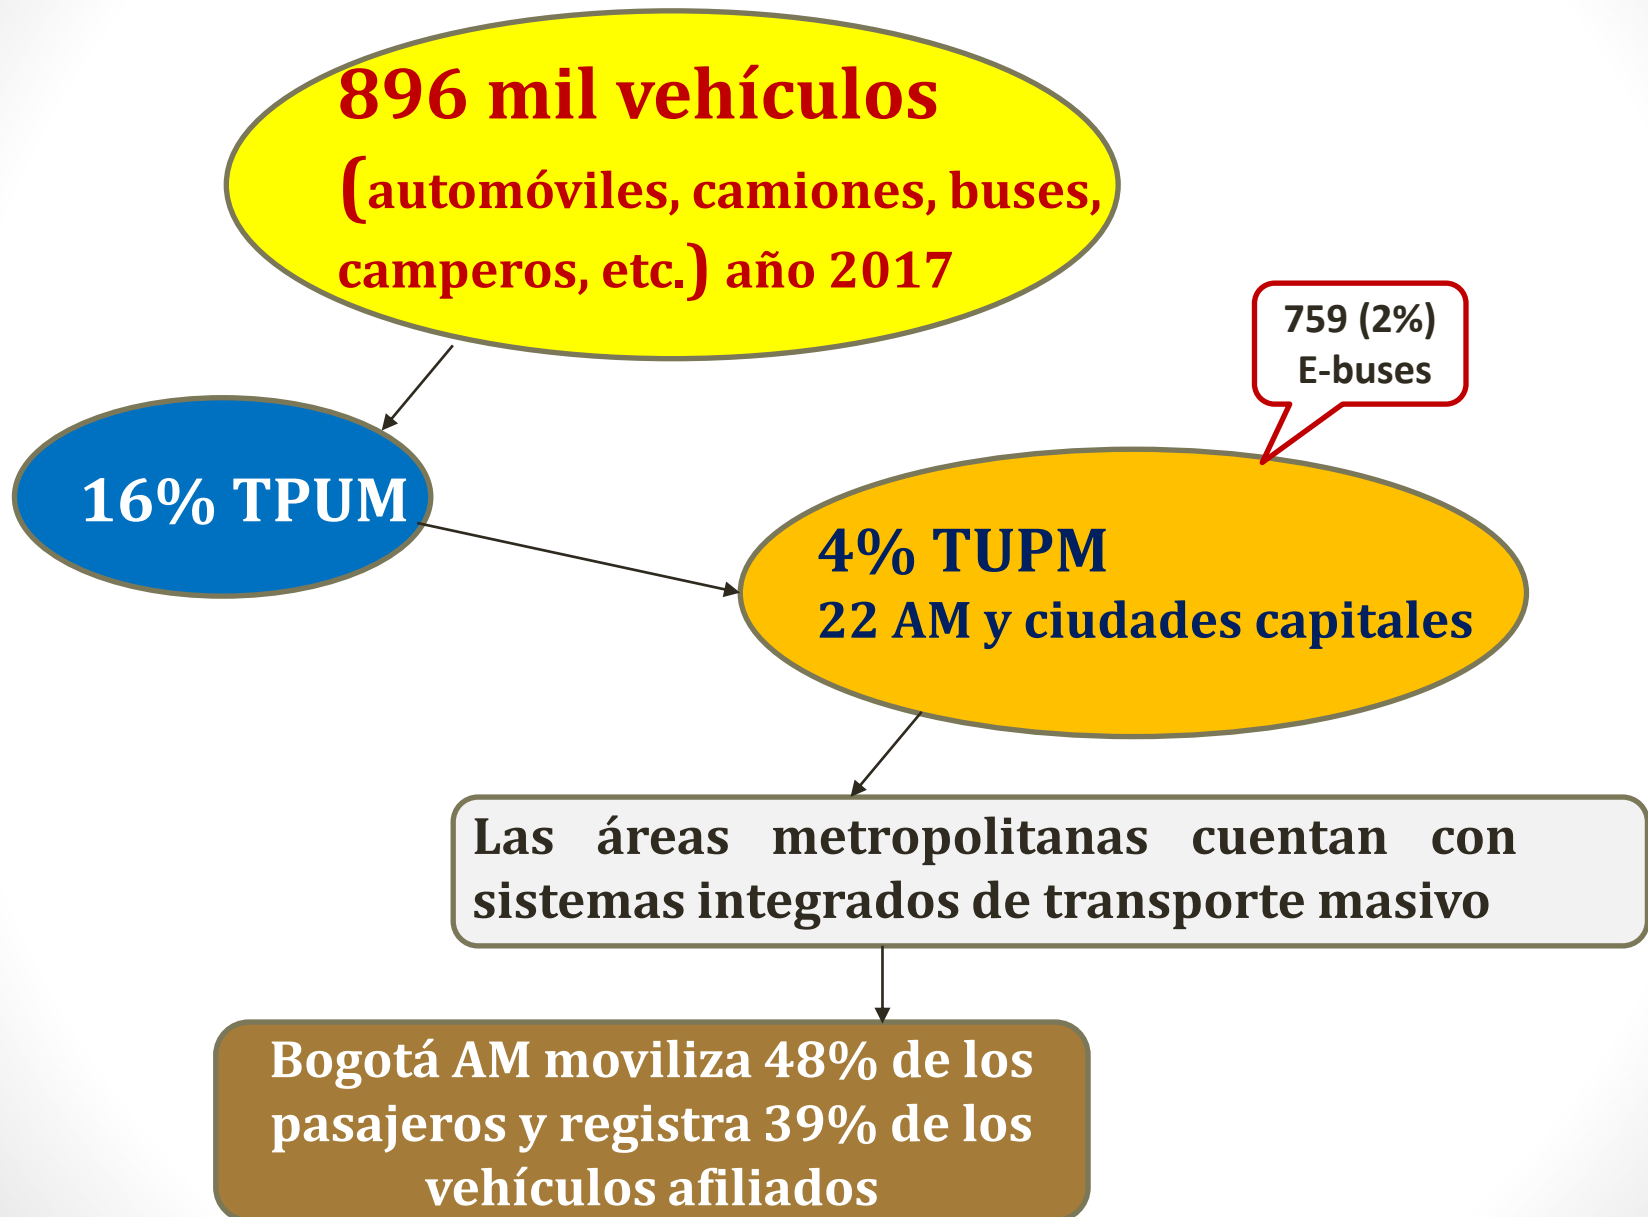 896 mil vehículos
(automóviles, camiones, buses,
camperos, etc.) año 2017
759 (2%)
E-buses
16% TPUM
4% TUPM
22 AM y ciudades capitales
Las áreas metropolitanas cuentan con
sistemas integrados de transporte masivo
Bogotá AM moviliza 48% de los
pasajeros y registra 39% de los
vehículos afiliados